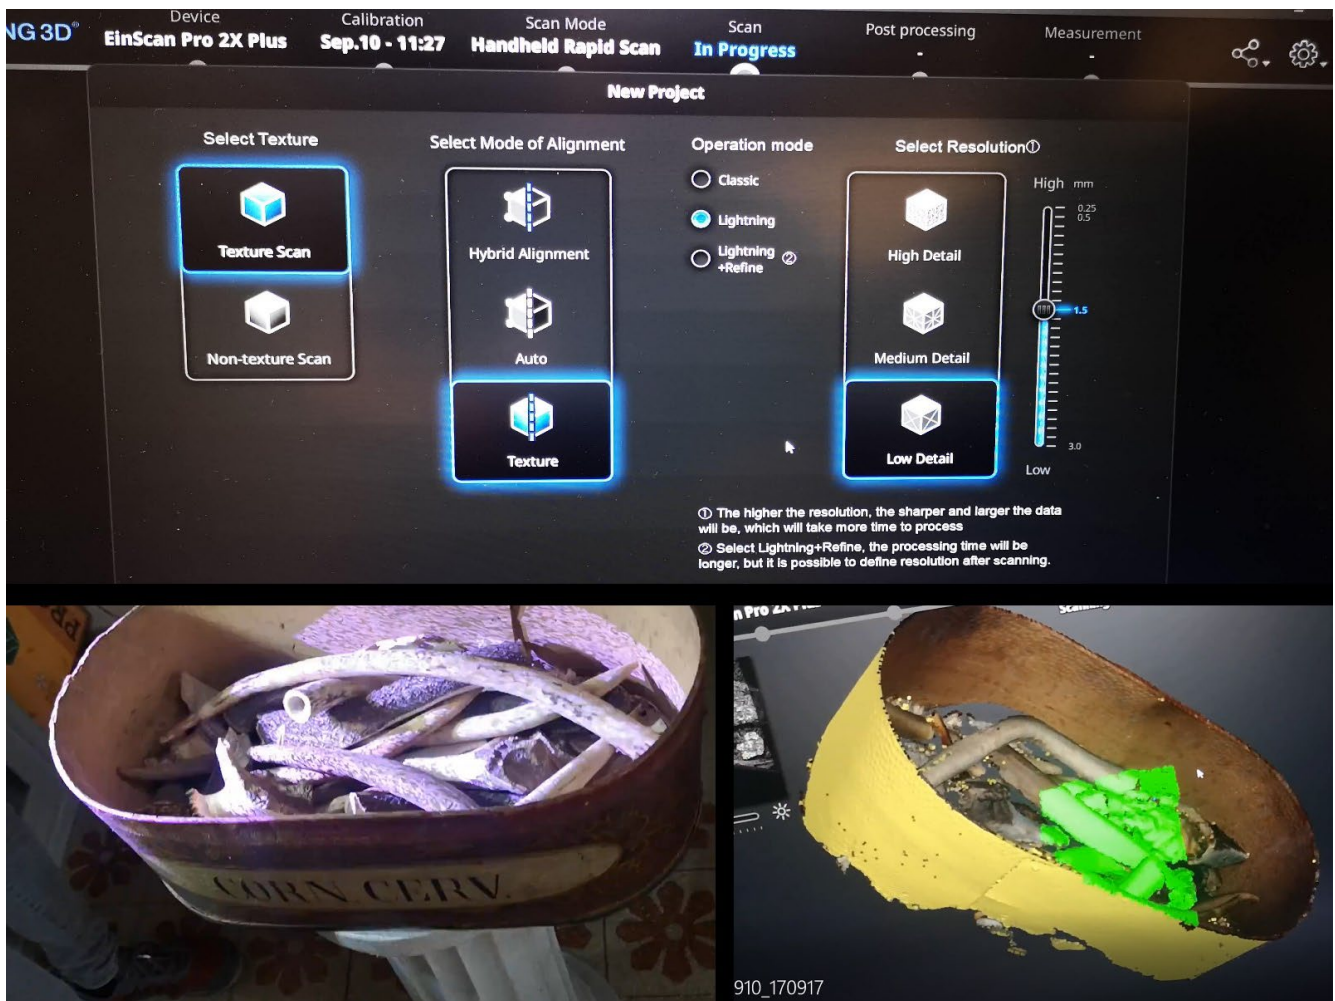 NG 3D®
Device
EinScan Pro 2X Plus
Calibration
Sep.10 - 11:27
Scan Mode
Handheld Rapid Scan
Scan
In Progress
Post processing
-
Measurement
-
New Project
Select Texture
Texture Scan
Non-texture Scan
Select Mode of Alignment
Hybrid Alignment
Auto
Texture
Operation mode
Classic
Lightning
Lightning
+Refine ②
Select Resolution①
High Detail
Medium Detail
Low Detail
High mm
0.25
0.5
1.5
3.0
Low
① The higher the resolution, the sharper and larger the data
will be, which will take more time to process
② Select Lightning+Refine, the processing time will be
longer, but it is possible to define resolution after scanning.
CORN. CERV.
n Pro 2X
910_170917